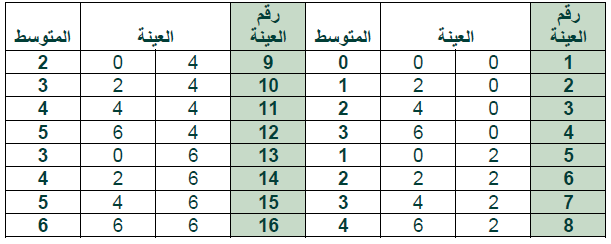 رقم العينة | العينة | المتوسط | رقم العينة | العينة | المتوسط
1 | 0 | 0 | 0 | 9 | 4 | 0 | 2
2 | 0 | 2 | 1 | 10 | 4 | 2 | 3
3 | 0 | 4 | 2 | 11 | 4 | 4 | 4
4 | 0 | 6 | 3 | 12 | 4 | 6 | 5
5 | 2 | 0 | 1 | 13 | 6 | 0 | 3
6 | 2 | 2 | 2 | 14 | 6 | 2 | 4
7 | 2 | 4 | 3 | 15 | 6 | 4 | 5
8 | 2 | 6 | 4 | 16 | 6 | 6 | 6